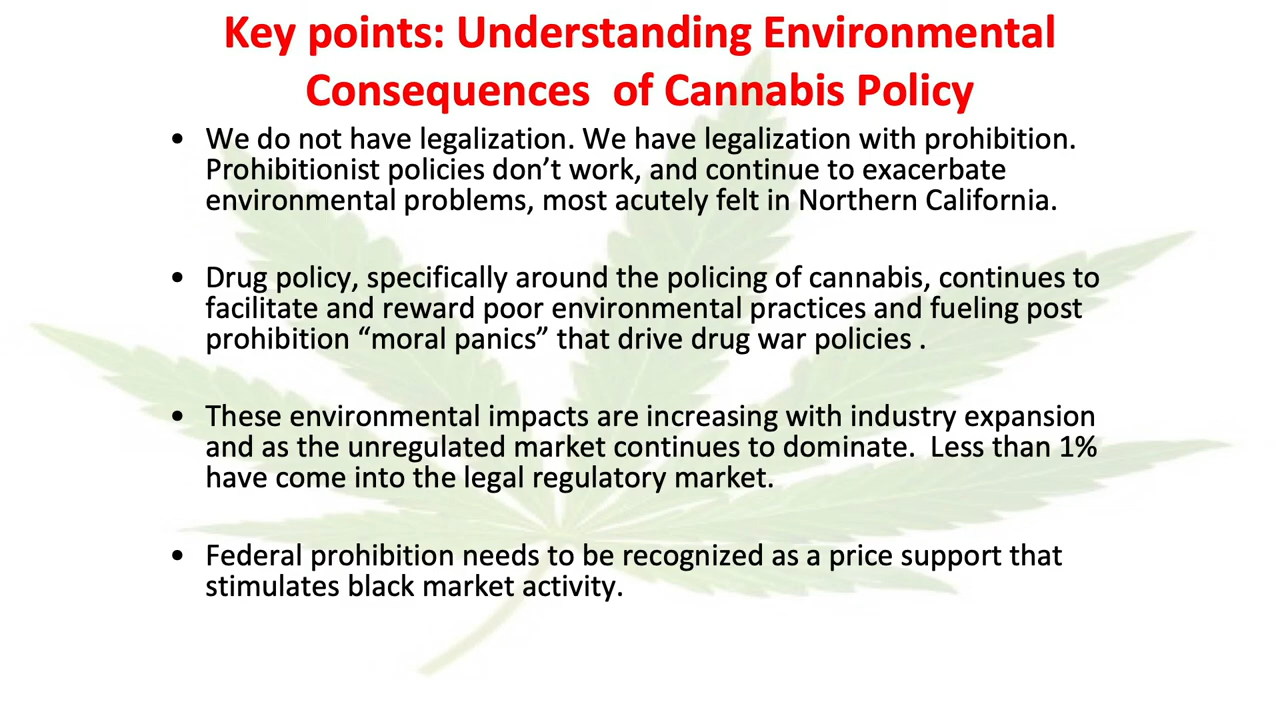 Key points: Understanding Environmental
Consequences  of Cannabis Policy
• We do not have legalization. We have legalization with prohibition.
Prohibitionist policies don’t work, and continue to exacerbate
environmental problems, most acutely felt in Northern California.
• Drug policy, specifically around the policing of cannabis, continues to
facilitate and reward poor environmental practices and fueling post
prohibition “moral panics” that drive drug war policies .
• These environmental impacts are increasing with industry expansion
and as the unregulated market continues to dominate.  Less than 1%
have come into the legal regulatory market.
• Federal prohibition needs to be recognized as a price support that
stimulates black market activity.